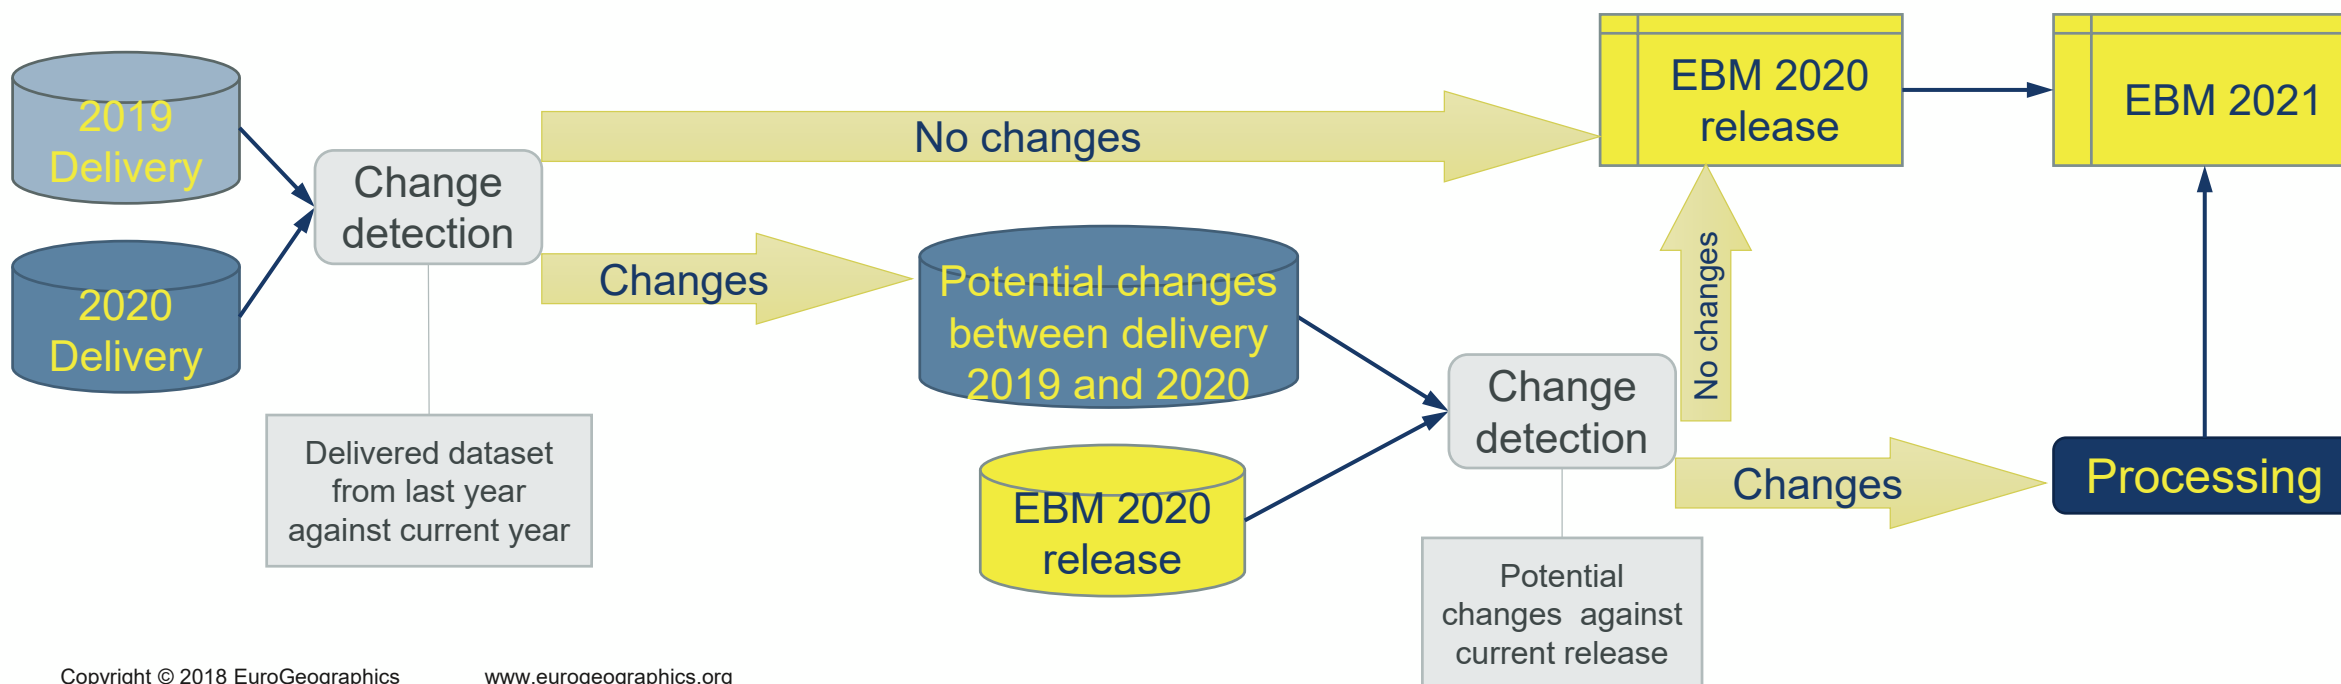 2019
Delivery
2020
Delivery
Change
detection
Delivered dataset
from last year
against current year
No changes
Changes
Potential changes
between delivery
2019 and 2020
EBM 2020
release
Change
detection
Potential
changes against
current release
No changes
Changes
EBM 2020
release
EBM 2021
Processing
Copyright © 2018 EuroGeographics
www.eurogeographics.org